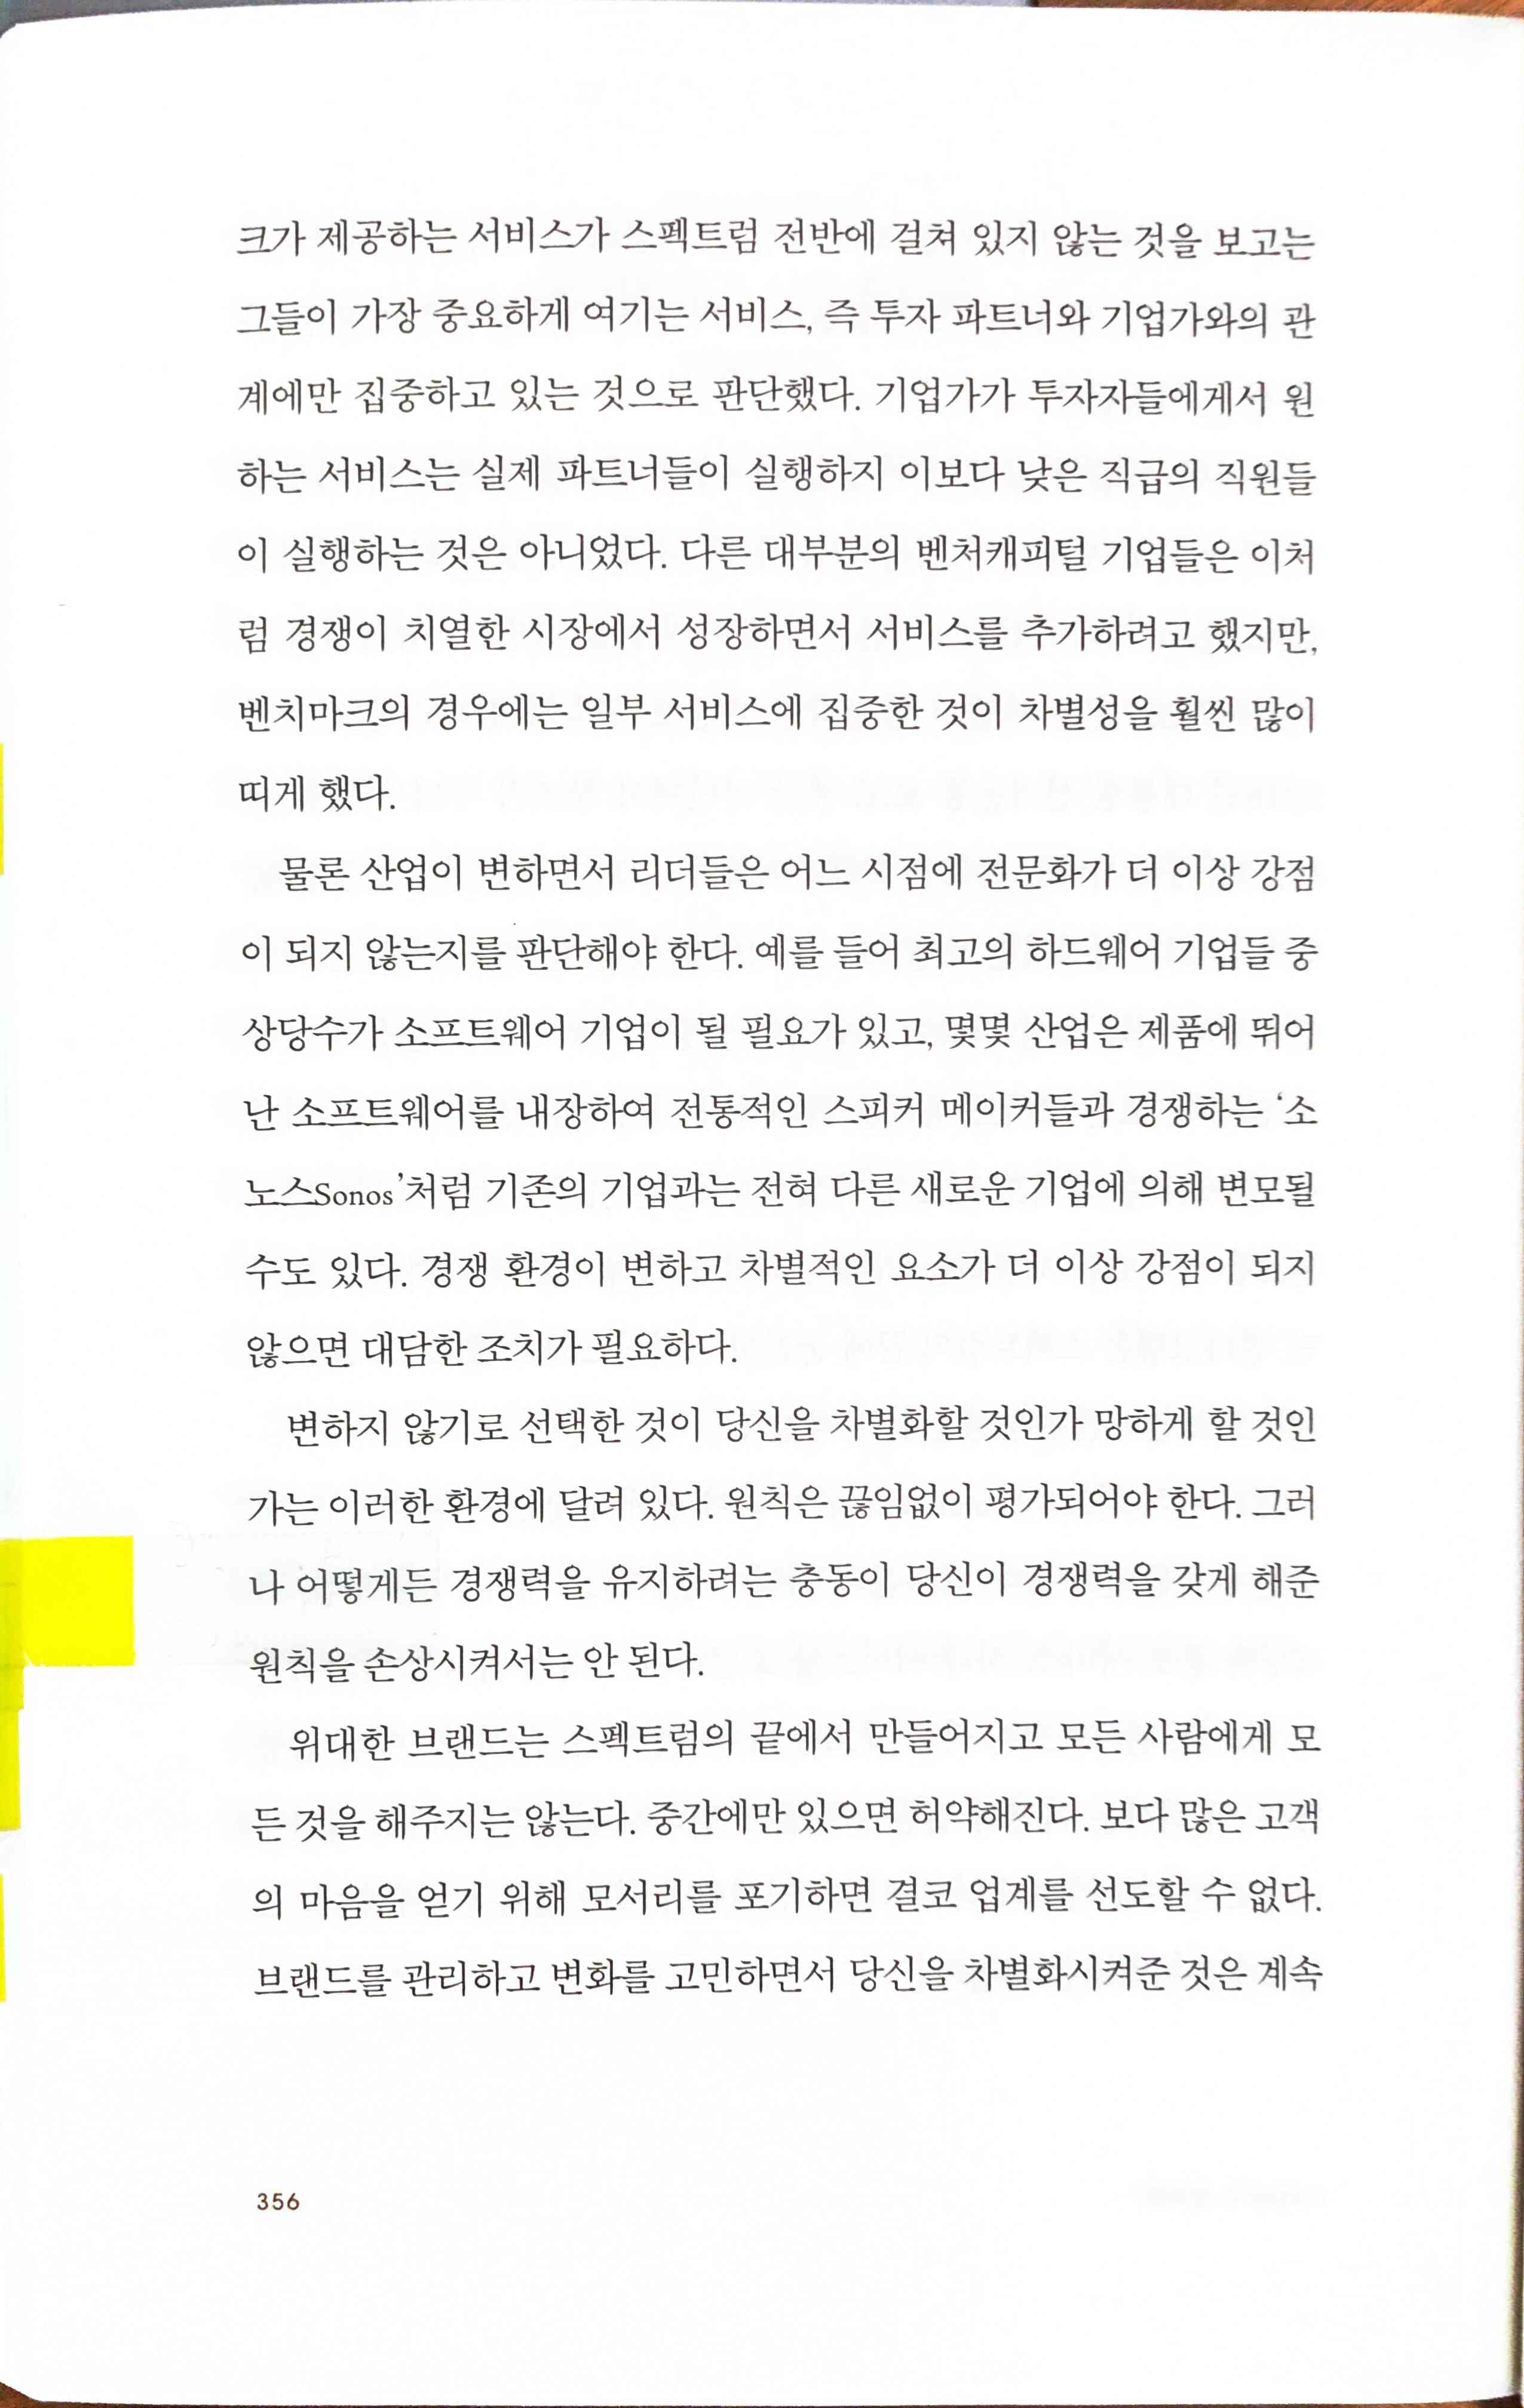 크가 제공하는 서비스가 스펙트럼 전반에 걸쳐 있지 않는 것을 보고는
그들이 가장 중요하게 여기는 서비스, 즉 투자 파트너와 기업가와의 관
계에만 집중하고 있는 것으로 판단했다. 기업가가 투자자들에게서 원
하는 서비스는 실제 파트너들이 실행하지 이보다 낮은 직급의 직원들
이 실행하는 것은 아니었다. 다른 대부분의 벤처캐피털 기업들은 이처
럼 경쟁이 치열한 시장에서 성장하면서 서비스를 추가하려고 했지만,
벤치마크의 경우에는 일부 서비스에 집중한 것이 차별성을 훨씬 많이
띠게 했다.
물론 산업이 변하면서 리더들은 어느 시점에 전문화가 더 이상 강점
이 되지 않는지를 판단해야 한다. 예를 들어 최고의 하드웨어 기업들 중
상당수가 소프트웨어 기업이 될 필요가 있고, 몇몇 산업은 제품에 뛰어
난 소프트웨어를 내장하여 전통적인 스피커 메이커들과 경쟁하는 ‘소
노스Sonos’처럼 기존의 기업과는 전혀 다른 새로운 기업에 의해 변모될
수도 있다. 경쟁 환경이 변하고 차별적인 요소가 더 이상 강점이 되지
않으면 대담한 조치가 필요하다.
변하지 않기로 선택한 것이 당신을 차별화할 것인가 망하게 할 것인
가는 이러한 환경에 달려 있다. 원칙은 끊임없이 평가되어야 한다. 그러
나 어떻게든 경쟁력을 유지하려는 충동이 당신이 경쟁력을 갖게 해준
원칙을 손상시켜서는 안 된다.
위대한 브랜드는 스펙트럼의 끝에서 만들어지고 모든 사람에게 모
든 것을 해주지는 않는다. 중간에만 있으면 허약해진다. 보다 많은 고객
의 마음을 얻기 위해 모서리를 포기하면 결코 업계를 선도할 수 없다.
브랜드를 관리하고 변화를 고민하면서 당신을 차별화시켜준 것은 계속
356